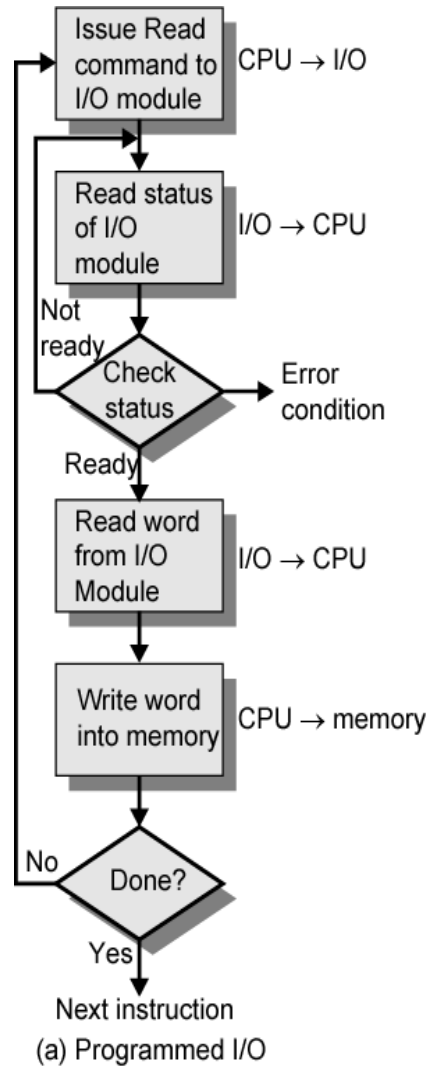 Issue Read
command to
I/O module
CPU → I/O
Read status
of I/O
module
I/O → CPU
Not
ready
Check
status
Error
condition
Ready
Read word
from I/O
Module
I/O → CPU
Write word
into memory
CPU → memory
No
Done?
Yes
Next instruction
(a) Programmed I/O